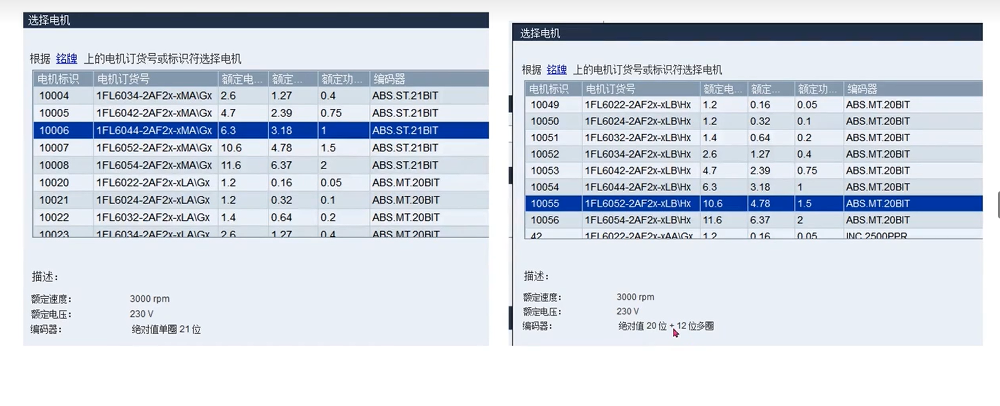 选择电机
根据 铭牌 上的电机订货号或标识符选择电机
电机标识 电机订货号 额定电... 额定... 额定功... 编码器
10004 1FL6034-2AF2x-xMA\Gx 2.6 1.27 0.4 ABS.ST.21BIT
10005 1FL6042-2AF2x-xMA\Gx 4.7 2.39 0.75 ABS.ST.21BIT
10006 1FL6044-2AF2x-xMA\Gx 6.3 3.18 1 ABS.ST.21BIT
10007 1FL6052-2AF2x-xMA\Gx 10.6 4.78 1.5 ABS.ST.21BIT
10008 1FL6054-2AF2x-xMA\Gx 11.6 6.37 2 ABS.ST.21BIT
10020 1FL6022-2AF2x-xLA\Gx 1.2 0.16 0.05 ABS.MT.20BIT
10021 1FL6024-2AF2x-xLA\Gx 1.2 0.32 0.1 ABS.MT.20BIT
10022 1FL6032-2AF2x-xLA\Gx 1.4 0.64 0.2 ABS.MT.20BIT
10023 1FL6034-2AF2x-xLA\Gx 2.6 1.27 0.4 ABS.MT.20BIT
描述：
额定速度： 3000 rpm
额定电压： 230 V
编码器： 绝对值单圈 21 位
选择电机
根据 铭牌 上的电机订货号或标识符选择电机
电机标识 电机订货号 额定电... 额定... 额定功... 编码器
10049 1FL6022-2AF2x-xLB\Hx 1.2 0.16 0.05 ABS.MT.20BIT
10050 1FL6024-2AF2x-xLB\Hx 1.2 0.32 0.1 ABS.MT.20BIT
10051 1FL6032-2AF2x-xLB\Hx 1.4 0.64 0.2 ABS.MT.20BIT
10052 1FL6034-2AF2x-xLB\Hx 2.6 1.27 0.4 ABS.MT.20BIT
10053 1FL6042-2AF2x-xLB\Hx 4.7 2.39 0.75 ABS.MT.20BIT
10054 1FL6044-2AF2x-xLB\Hx 6.3 3.18 1 ABS.MT.20BIT
10055 1FL6052-2AF2x-xLB\Hx 10.6 4.78 1.5 ABS.MT.20BIT
10056 1FL6054-2AF2x-xLB\Hx 11.6 6.37 2 ABS.MT.20BIT
42 1FL6022-2AF2x-xAA\Gx 1.2 0.16 0.05 INC.2500PPR
描述：
额定速度： 3000 rpm
额定电压： 230 V
编码器： 绝对值 20 位 + 12 位多圈